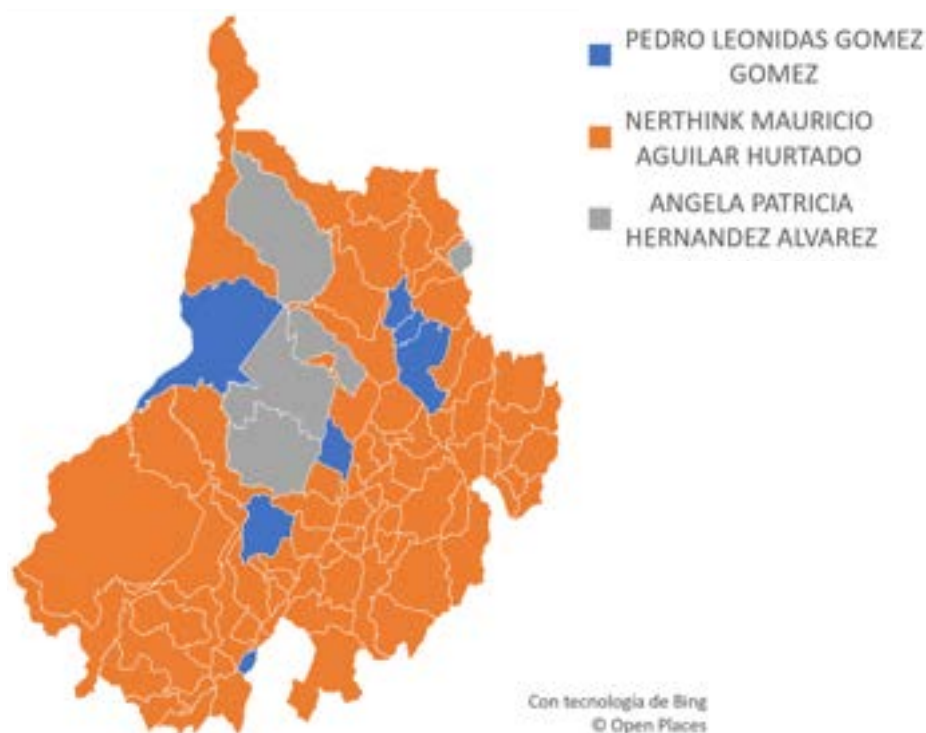 PEDRO LEONIDAS GOMEZ
GOMEZ
NERTHINK MAURICIO
AGUILAR HURTADO
ANGELA PATRICIA
HERNANDEZ ALVAREZ
Con tecnología de Bing
© Open Places